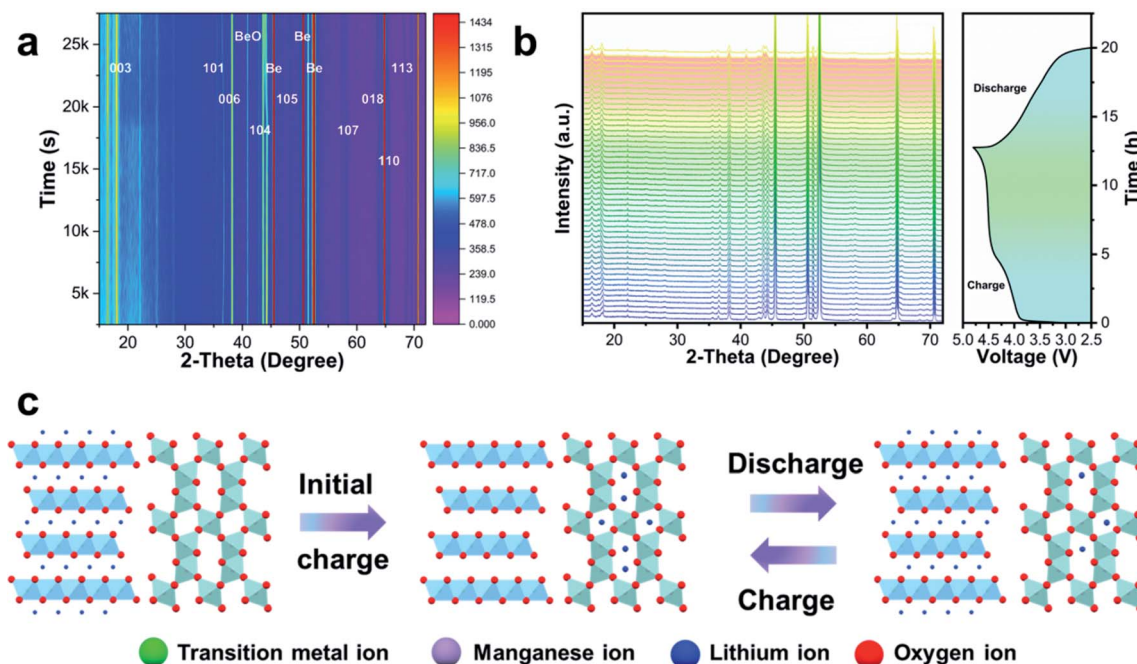 a
Time (s)
25k
20k
15k
10k
5k
BeO
Be
003
101
Be
Be
113
006
105
018
104
107
110
20
30
40
50
60
70
2-Theta (Degree)
1434
1315
1195
1076
956.0
836.5
717.0
597.5
478.0
358.5
239.0
119.5
0.000
b
Intensity (a.u.)
20
30
40
50
60
70
2-Theta (Degree)
Discharge
Charge
20
15
10
5
0
Time (h)
5.0 4.5 4.0 3.5 3.0 2.5
Voltage (V)
c
Initial
charge
Discharge
Charge
Transition metal ion
Manganese ion
Lithium ion
Oxygen ion